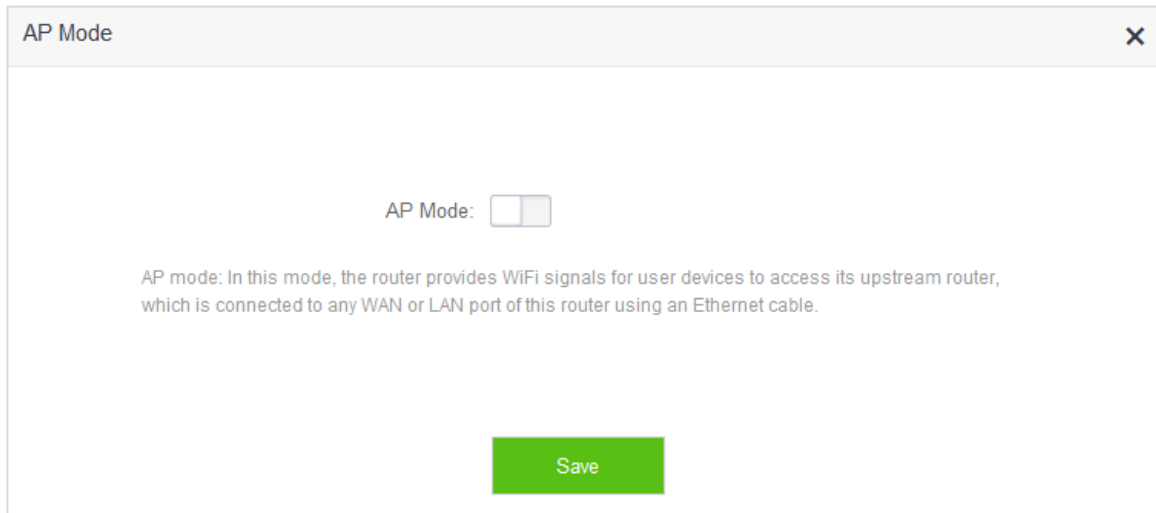 AP Mode
AP Mode:
AP mode: In this mode, the router provides WiFi signals for user devices to access its upstream router,
which is connected to any WAN or LAN port of this router using an Ethernet cable.
Save